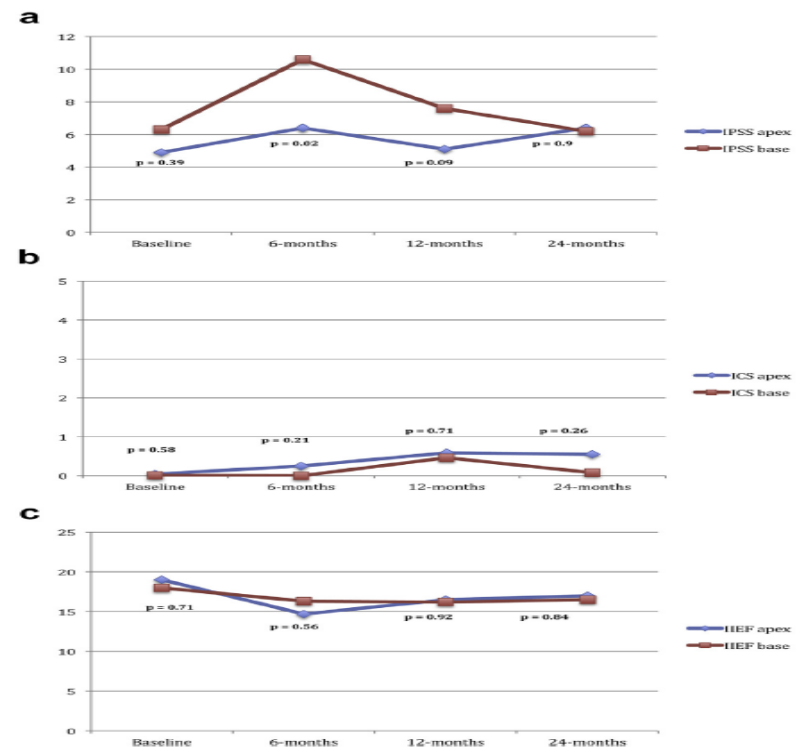 a
12
10
8
6
4
2
0
p = 0.39
p = 0.02
p = 0.09
p = 0.9
Baseline
6-months
12-months
24-months
IPSS apex
IPSS base
b
5
4
3
2
1
0
p = 0.58
p = 0.21
p = 0.71
p = 0.26
Baseline
6-months
12-months
24-months
ICS apex
ICS base
c
25
20
15
10
5
0
p = 0.71
p = 0.56
p = 0.92
p = 0.84
Baseline
6-months
12-months
24-months
IIEF apex
IIEF base